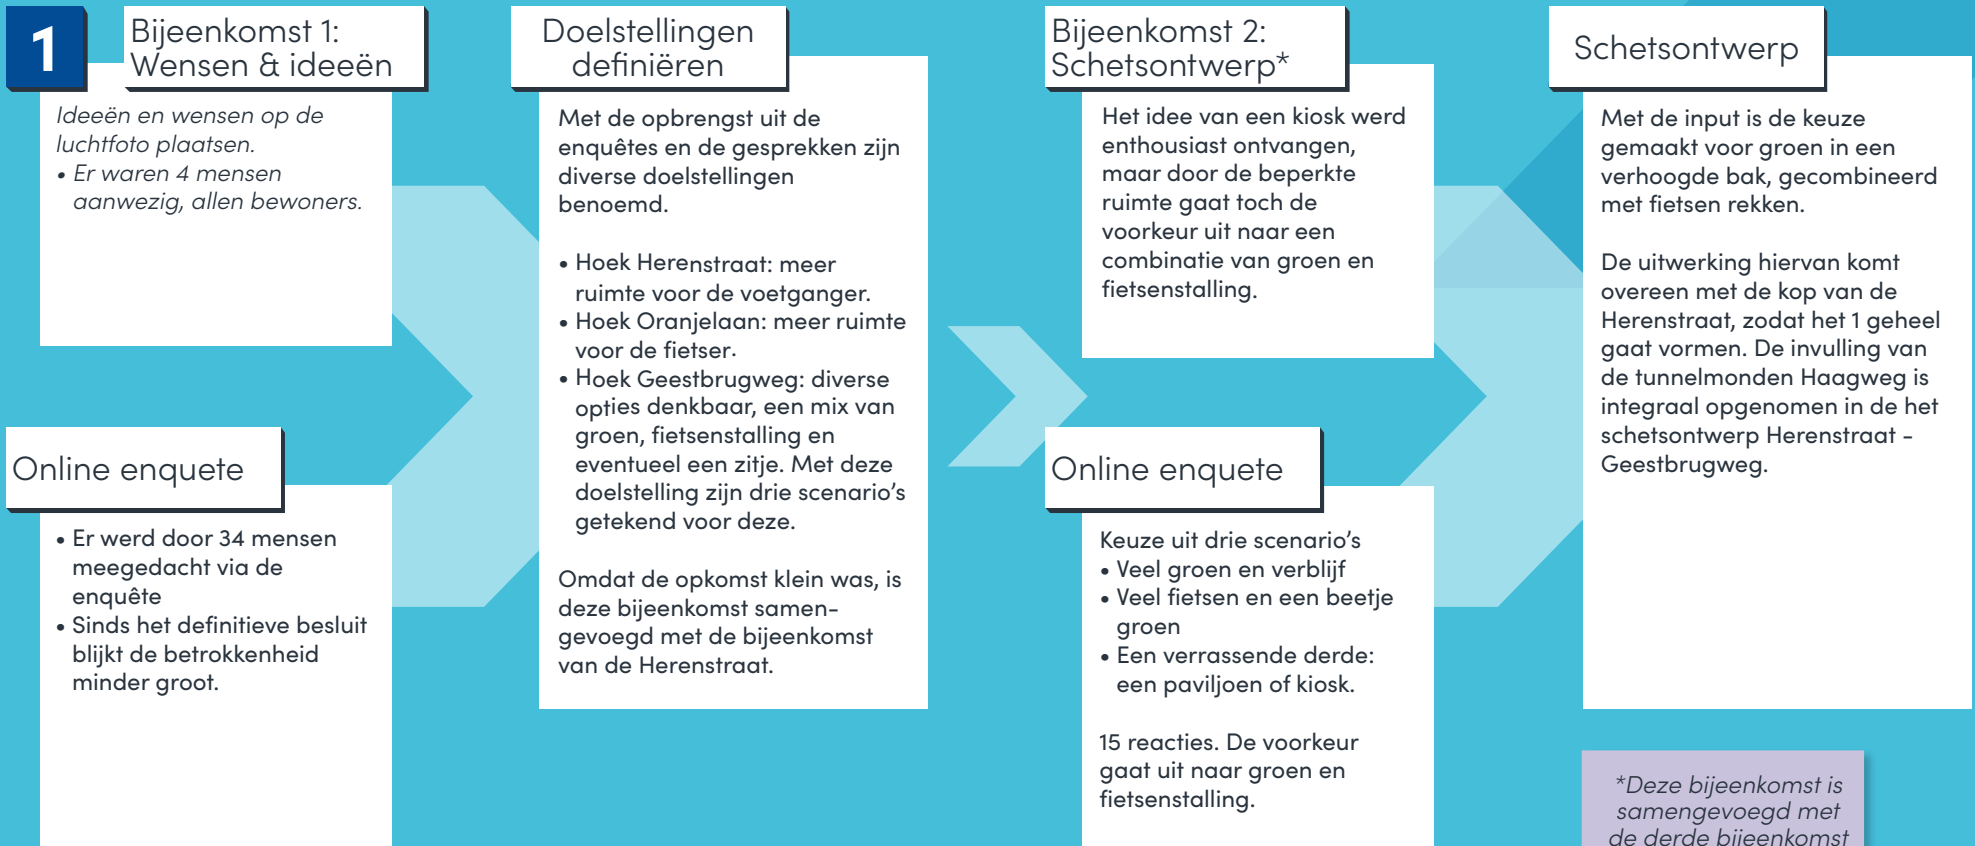 1
Bijeenkomst 1:
Wensen & ideeën
Ideeën en wensen op de
luchtfoto plaatsen.
• Er waren 4 mensen
aanwezig, allen bewoners.
Online enquete
• Er werd door 34 mensen
meegedacht via de
enquête
• Sinds het definitieve besluit
blijkt de betrokkenheid
minder groot.
Doelstellingen
definiëren
Met de opbrengst uit de
enquêtes en de gesprekken zijn
diverse doelstellingen
benoemd.
• Hoek Herenstraat: meer
ruimte voor de voetganger.
• Hoek Oranjelaan: meer ruimte
voor de fietser.
• Hoek Geestbrugweg: diverse
opties denkbaar, een mix van
groen, fietsenstalling en
eventueel een zitje. Met deze
doelstelling zijn drie scenario's
getekend voor deze.
Omdat de opkomst klein was, is
deze bijeenkomst samen-
gevoegd met de bijeenkomst
van de Herenstraat.
Bijeenkomst 2:
Schetsontwerp*
Het idee van een kiosk werd
enthousiast ontvangen,
maar door de beperkte
ruimte gaat toch de
voorkeur uit naar een
combinatie van groen en
fietsenstalling.
Online enquete
Keuze uit drie scenario's
• Veel groen en verblijf
• Veel fietsen en een beetje
groen
• Een verrassende derde:
een paviljoen of kiosk.
15 reacties. De voorkeur
gaat uit naar groen en
fietsenstalling.
Schetsontwerp
Met de input is de keuze
gemaakt voor groen in een
verhoogde bak, gecombineerd
met fietsen rekken.
De uitwerking hiervan komt
overeen met de kop van de
Herenstraat, zodat het 1 geheel
gaat vormen. De invulling van
de tunnelmonden Haagweg is
integraal opgenomen in de het
schetsontwerp Herenstraat -
Geestbrugweg.
*Deze bijeenkomst is
samengevoegd met
de derde bijeenkomst